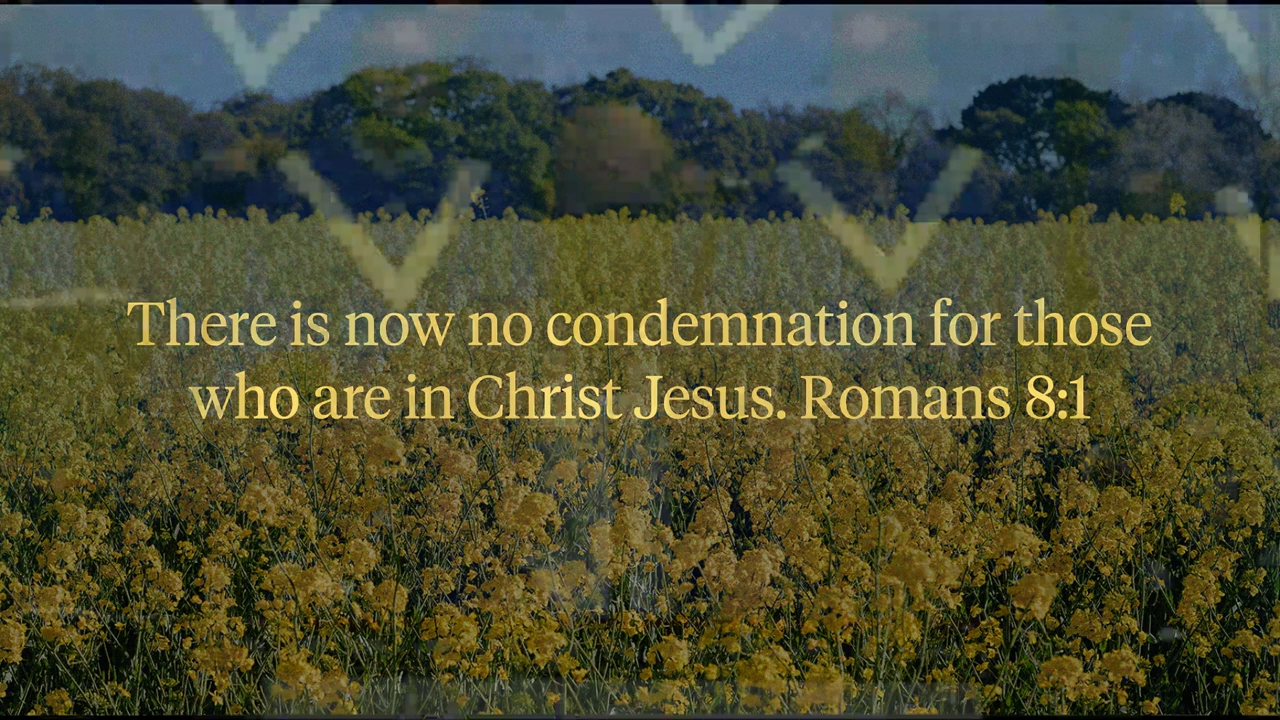 There is now no condemnation for those
who are in Christ Jesus. Romans 8:1